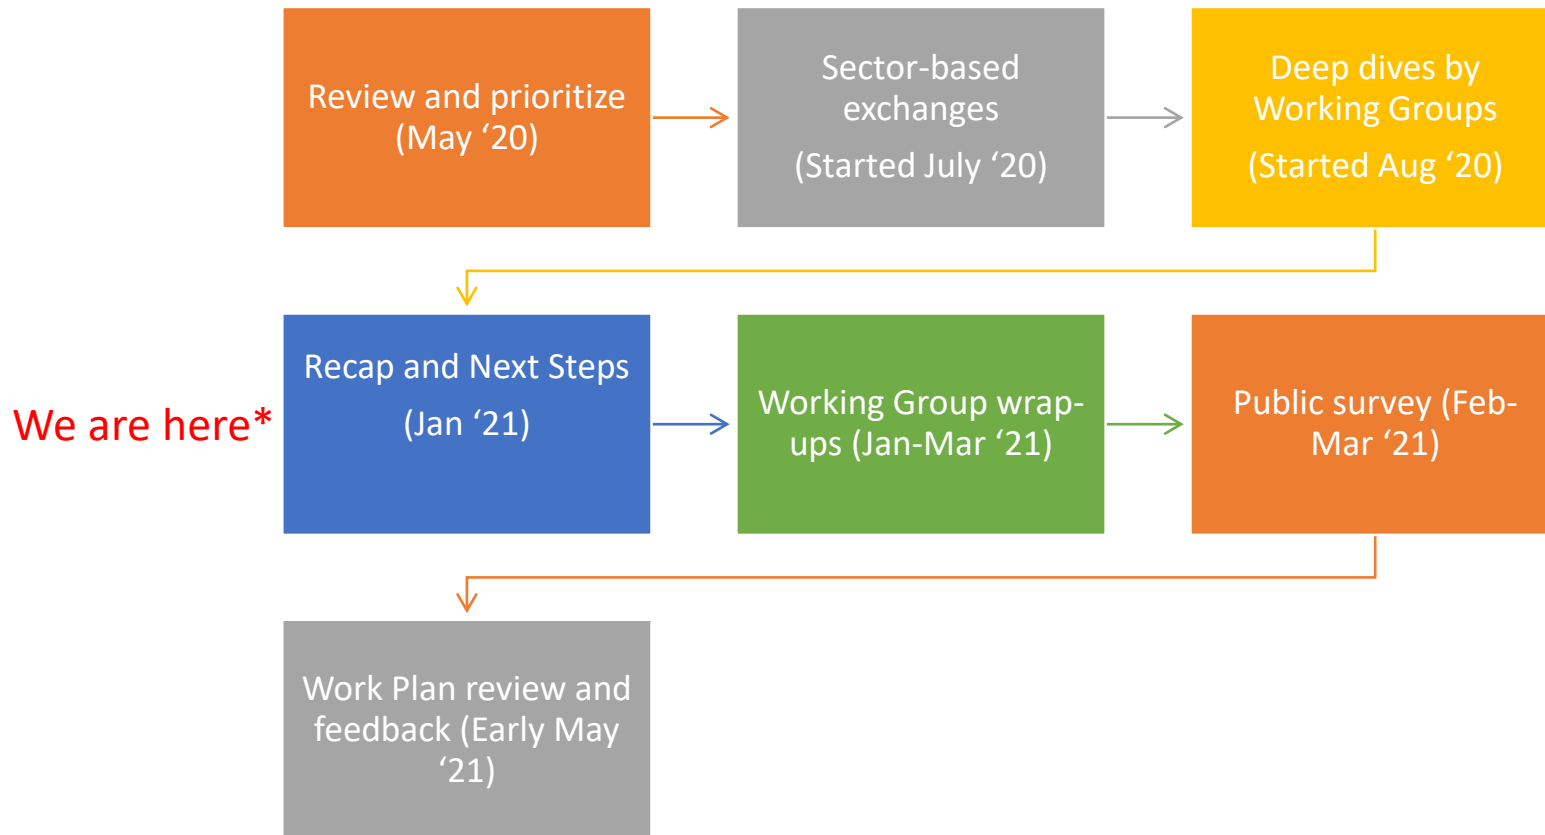 Review and prioritize
(May ‘20)
Sector-based
exchanges
(Started July ‘20)
Deep dives by
Working Groups
(Started Aug ‘20)
We are here*
Recap and Next Steps
(Jan ‘21)
Working Group wrap-
ups (Jan-Mar ‘21)
Public survey (Feb-
Mar ‘21)
Work Plan review and
feedback (Early May
‘21)